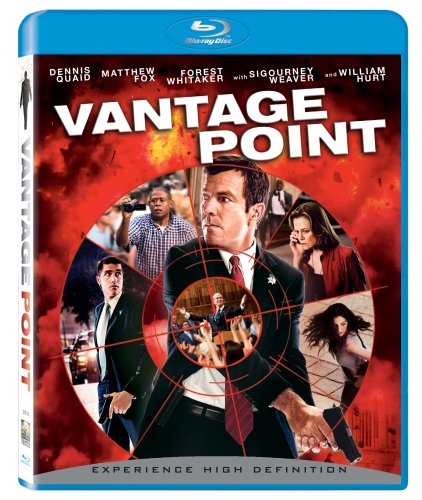 Blu-ray Disc
DENNIS QUAID MATTHEW FOX FOREST WHITAKER with SIGOURNEY WEAVER and WILLIAM HURT
VANTAGE
POINT
EXPERIENCE HIGH DEFINITION
VANTAGE POINT